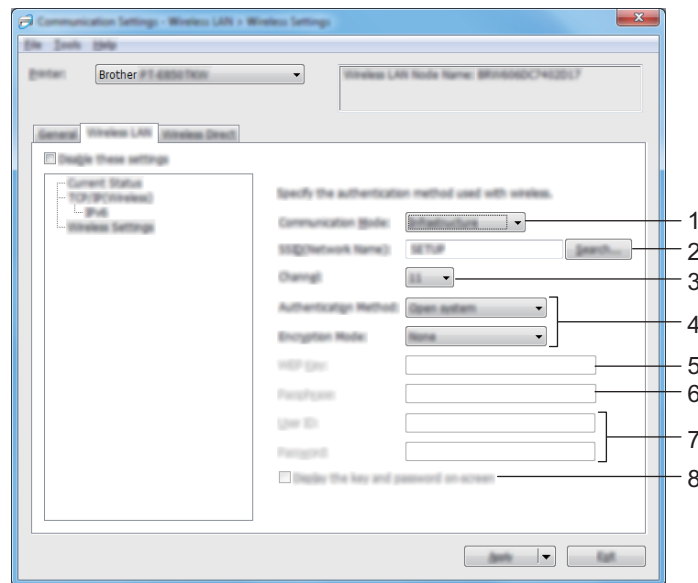 Communication Settings - Wireless LAN > Wireless Settings
File Tools Help
Printer:
Brother PT-E850TKW
Wireless LAN Node Name:
General Wireless LAN Wireless Direct
Disable these settings
Current Status
TCP/IP(Wireless)
IPv6
Wireless Settings
Specify the authentication method used with wireless.
Communication Mode: Infrastructure 1
SSID(Network Name): SETUP Search... 2
Channel: 11 3
Authentication Method: Open system
4
Encryption Mode: None
WEP Key: 5
Passphrase: 6
User ID:
7
Password:
Display the key and password on-screen 8
Apply Exit